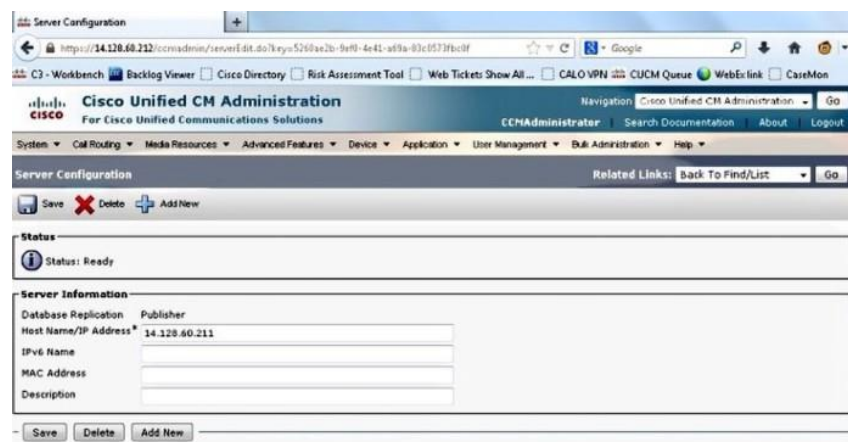 Server Configuration
https://14.128.60.212/ccmadmin/serverEdit.do?key=5260ae2b-9ef0-4e41-a69a-03c0573fbc0f
Google
C3 - Workbench Backlog Viewer Cisco Directory Risk Assessment Tool Web Tickets Show All ... CALO VPN CUCM Queue WebEx link CaseMon
CISCO
Cisco Unified CM Administration
For Cisco Unified Communications Solutions
Navigation Cisco Unified CM Administration Go
CCMAdministrator Search Documentation About Logout
System Call Routing Media Resources Advanced Features Device Application User Management Bulk Administration Help
Server Configuration
Related Links: Back To Find/List Go
Save Delete Add New
Status
Status: Ready
Server Information
Database Replication Publisher
Host Name/IP Address* 14.128.60.211
IPv6 Name
MAC Address
Description
Save Delete Add New